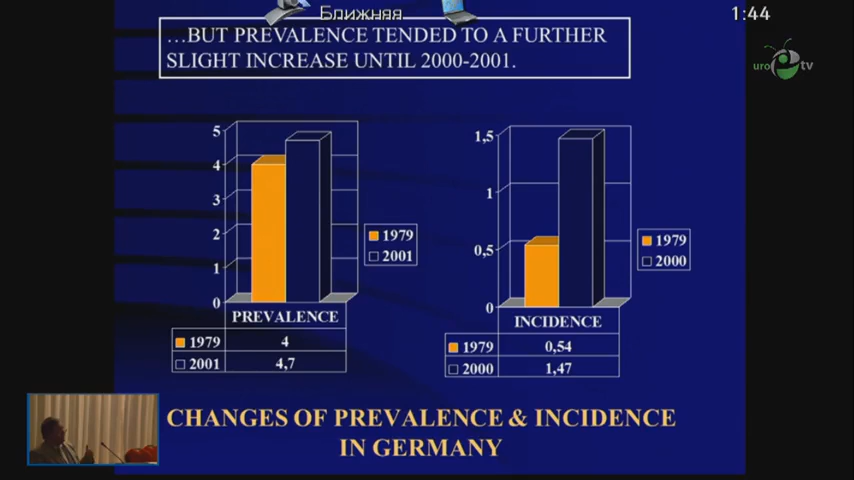 Ближняя
1:44
uro tv
...BUT PREVALENCE TENDED TO A FURTHER
SLIGHT INCREASE UNTIL 2000-2001.
5
4
3
2
1
0
1979
2001
PREVALENCE
1979 4
2001 4,7
1,5
1
0,5
0
1979
2000
INCIDENCE
1979 0,54
2000 1,47
CHANGES OF PREVALENCE & INCIDENCE
IN GERMANY